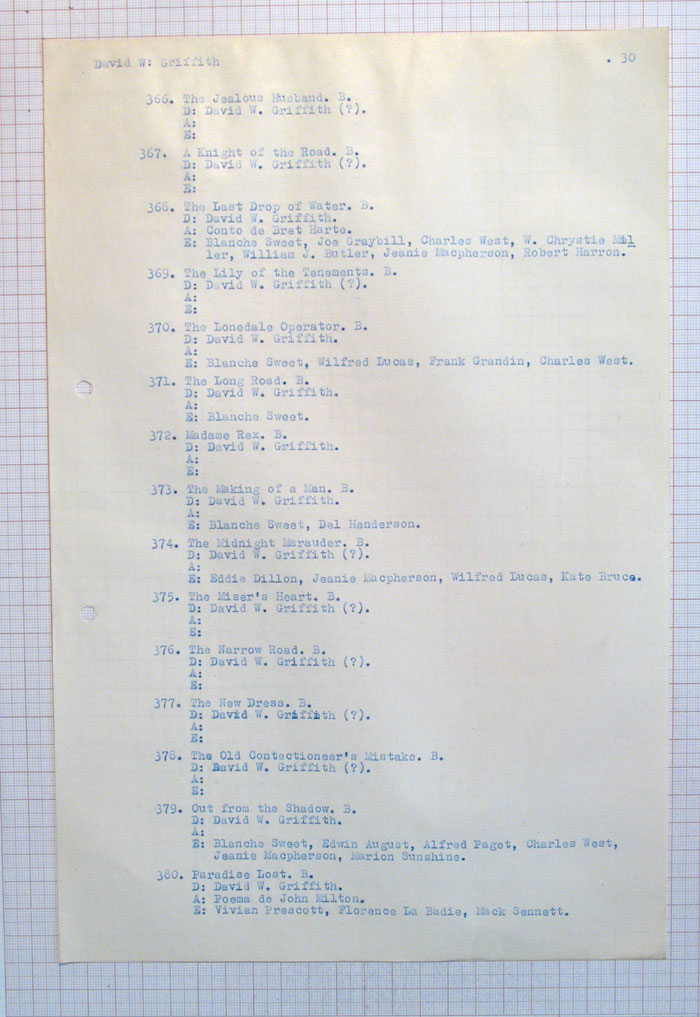 David W: Griffith
. 30
366. The Jealous Husband. B.
D: David W. Griffith (?).
A:
E:
367. A Knight of the Road. B.
D: David W. Griffith (?).
A:
E:
368. The Last Drop of Water. B.
D: David W. Griffith.
A: Conto de Bret Harte.
E: Blanche Sweet, Joe Graybill, Charles West, W. Chrystie Mil
ler, William J. Butler, Jeanie Macpherson, Robert Harron.
369. The Lily of the Tenements. B.
D: David W. Griffith (?).
A:
E:
370. The Lonedale Operator. B.
D: David W. Griffith.
A:
E: Blanche Sweet, Wilfred Lucas, Frank Grandin, Charles West.
371. The Long Road. B.
D: David W. Griffith.
A:
E: Blanche Sweet.
372. Madame Rex. B.
D: David W. Griffith.
A:
E:
373. The Making of a Man. B.
D: David W. Griffith.
A:
E: Blanche Sweet, Del Henderson.
374. The Midnight Marauder. B.
D: David W. Griffith (?).
A:
E: Eddie Dillon, Jeanie Macpherson, Wilfred Lucas, Kate Bruce.
375. The Miser's Heart. B.
D: David W. Griffith (?).
A:
E:
376. The Narrow Road. B.
D: David W. Griffith (?).
A:
E:
377. The New Dress. B.
D: David W. Griffith (?).
A:
E:
378. The Old Contectioneer's Mistake. B.
D: David W. Griffith (?).
A:
E:
379. Out from the Shadow. B.
D: David W. Griffith.
A:
E: Blanche Sweet, Edwin August, Alfred Paget, Charles West,
Jeanie Macpherson, Marion Sunshine.
380. Paradise Lost. B.
D: David W. Griffith.
A: Poema de John Milton.
E: Vivian Prescott, Florence La Badie, Mack Sennett.